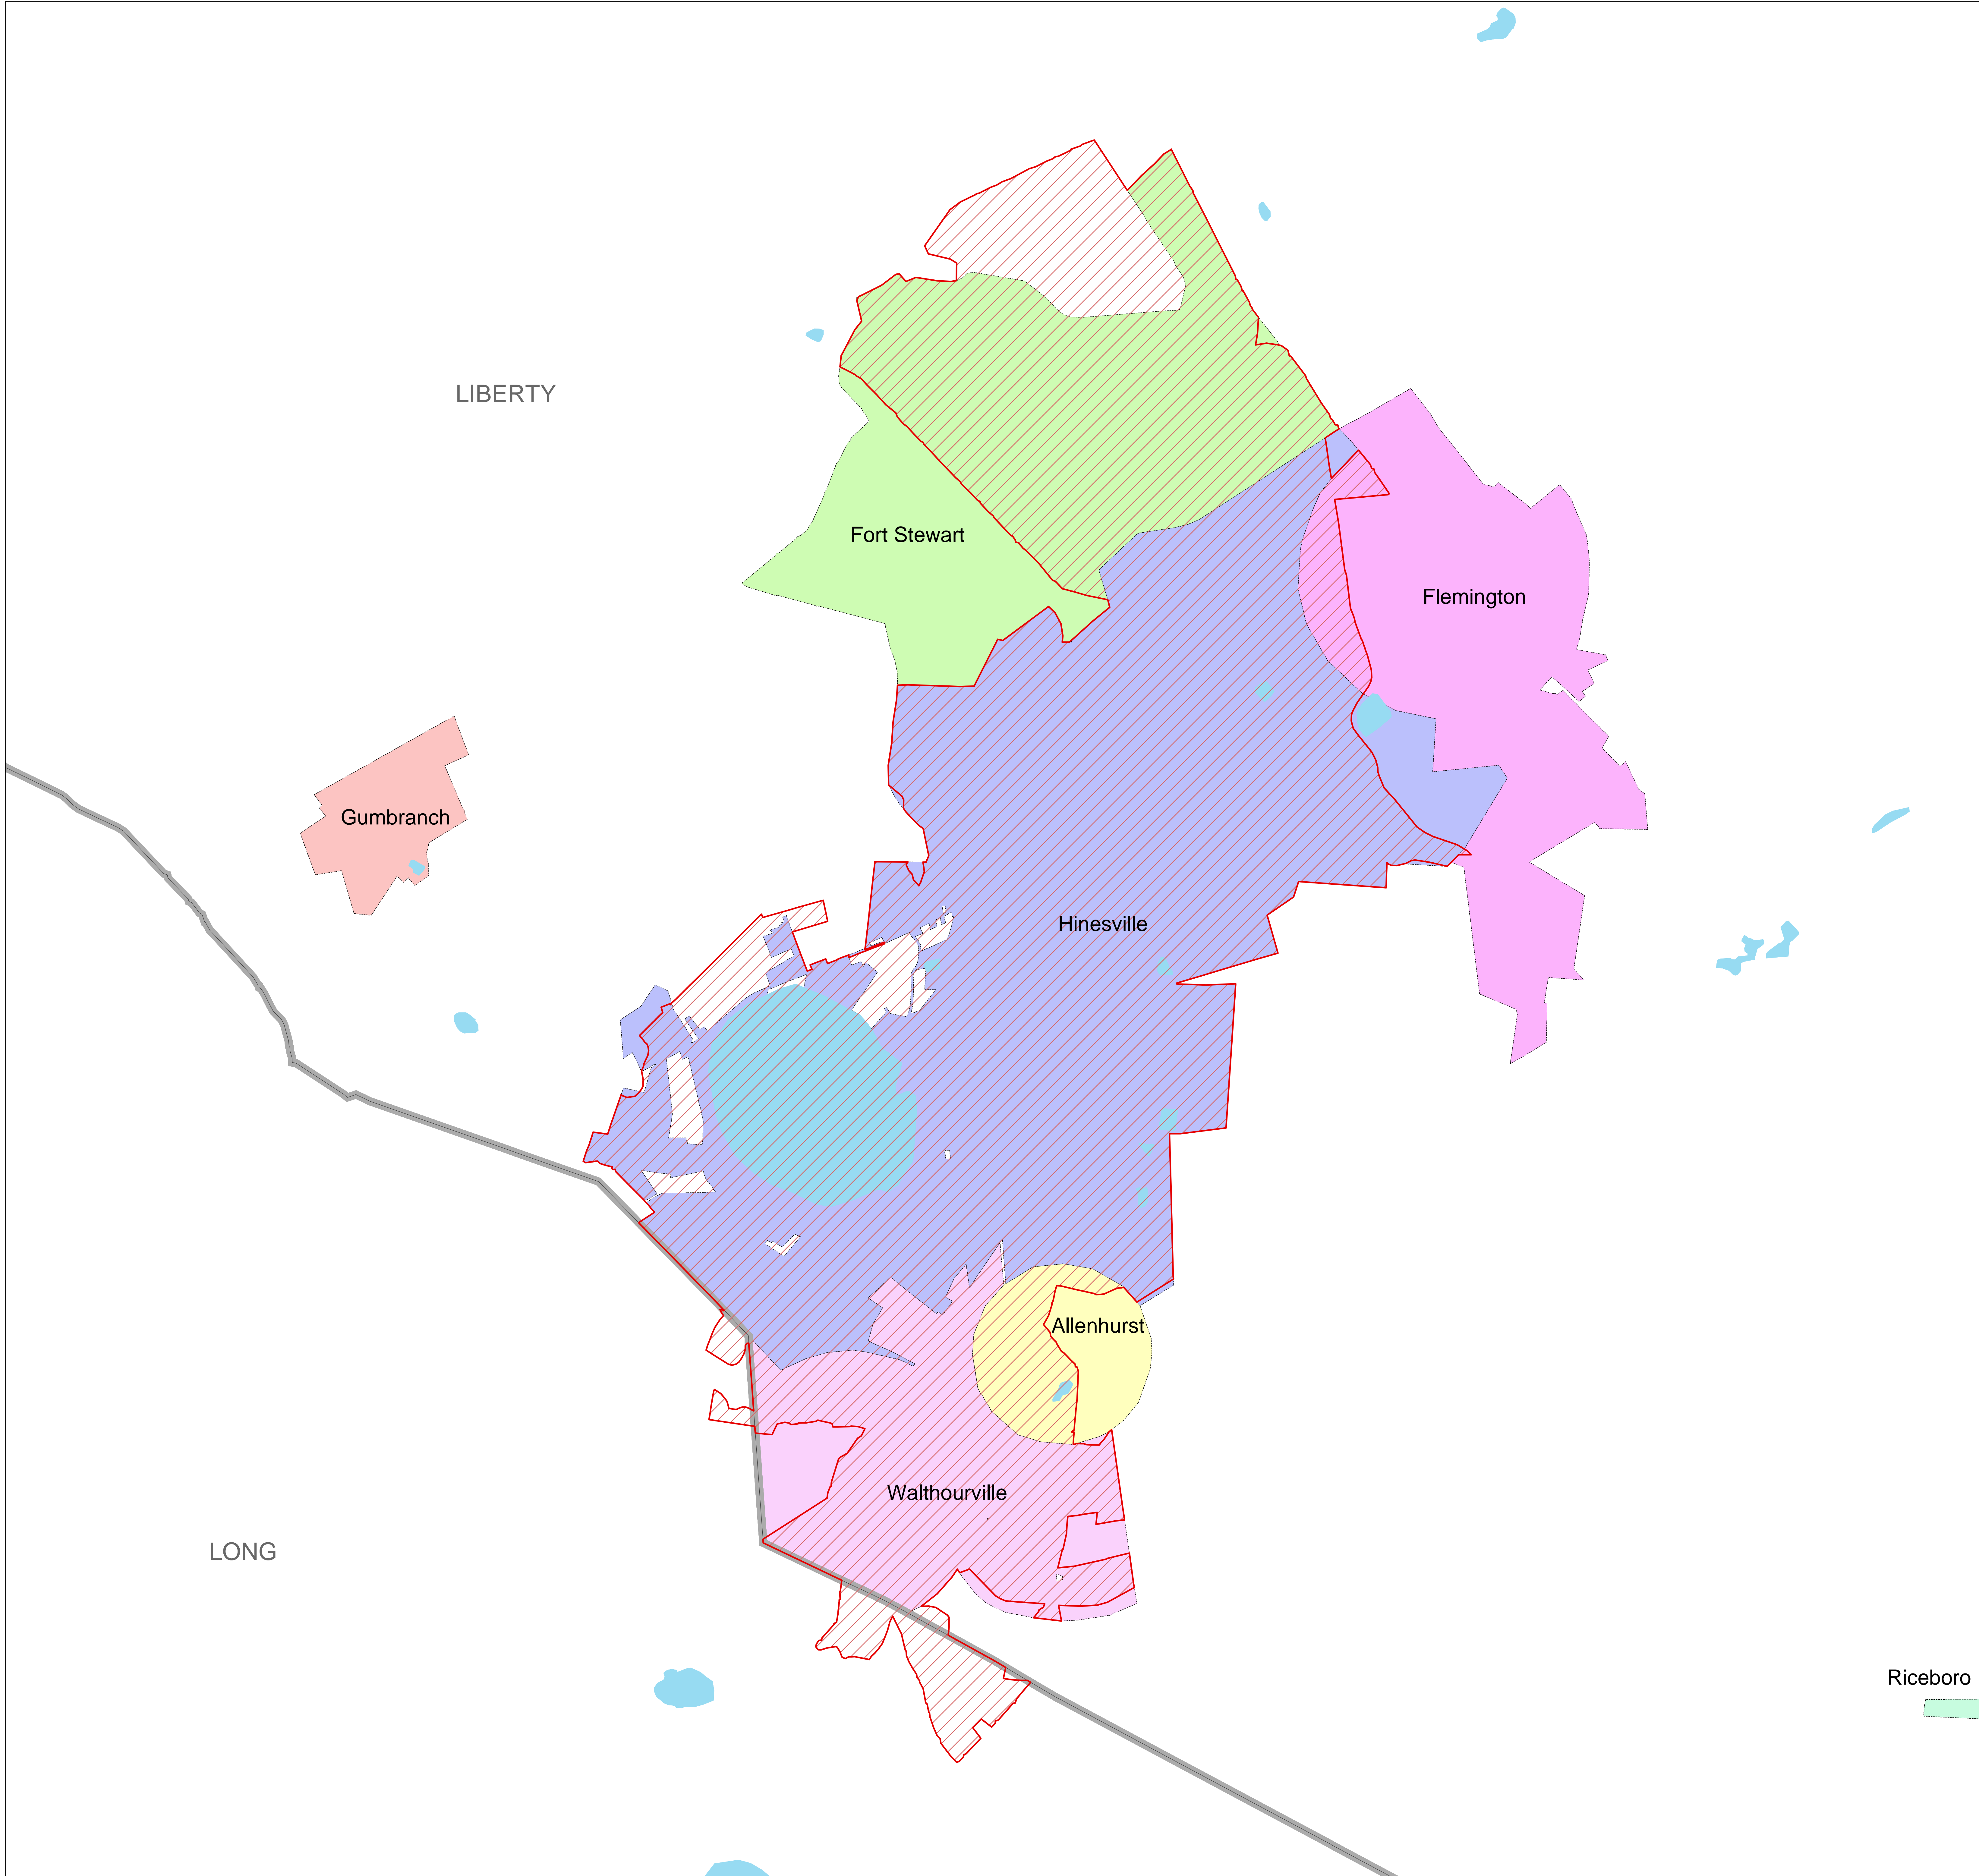 LIBERTY
Fort Stewart
Flemington
Gumbranch
Hinesville
Allenhurst
Walthourville
LONG
Riceboro